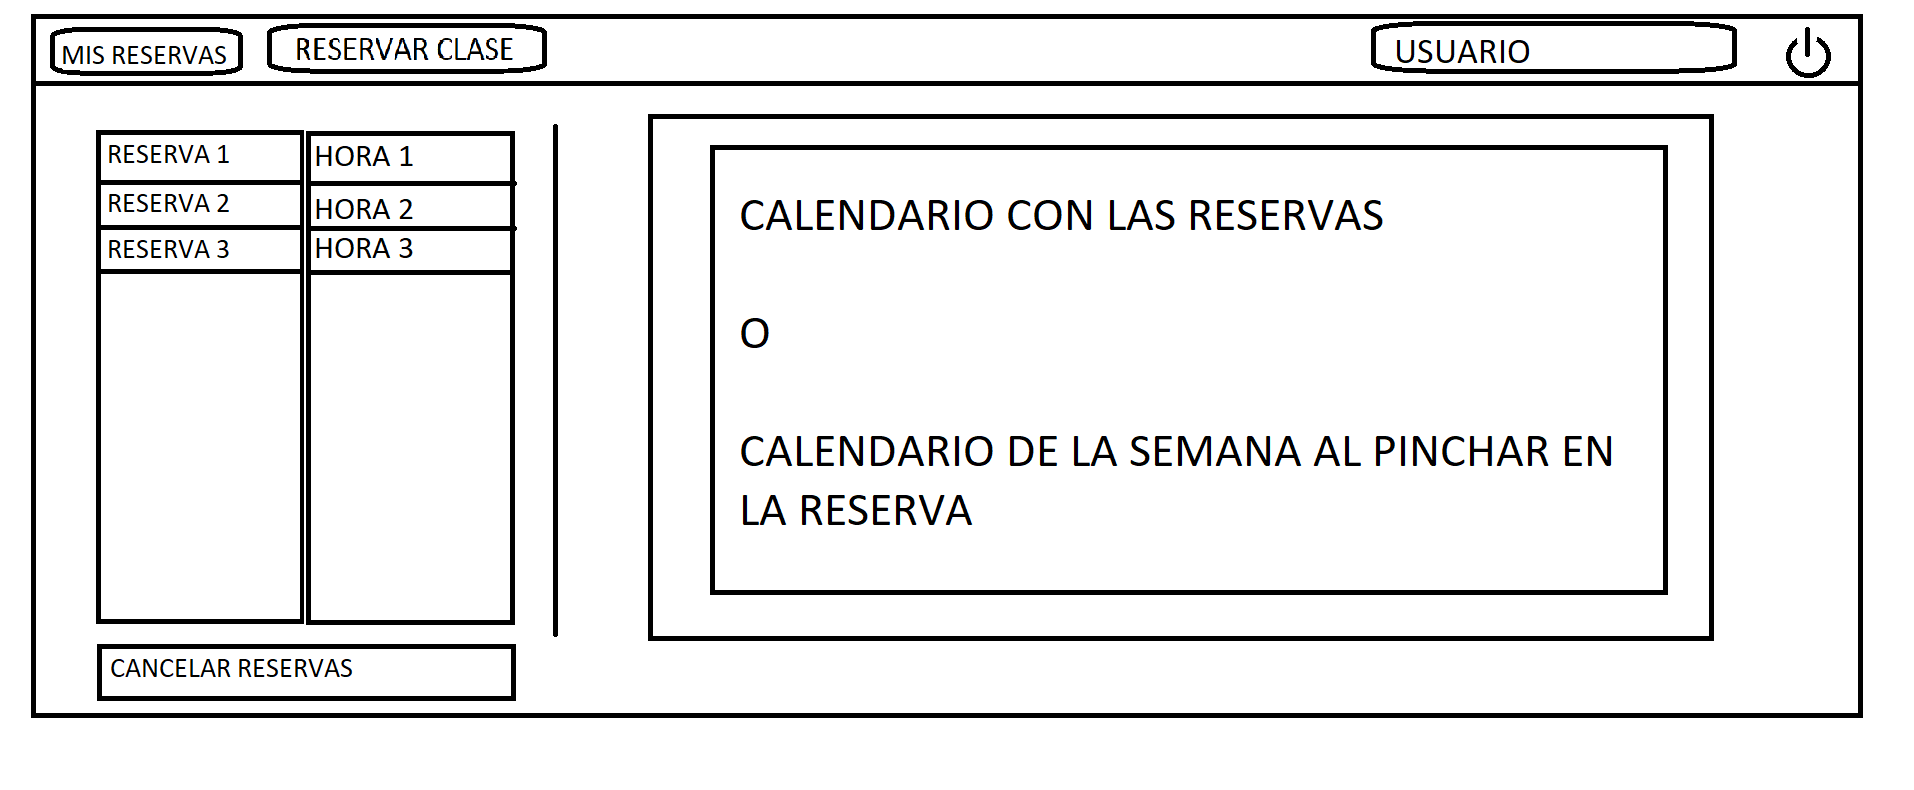 MIS RESERVAS
RESERVAR CLASE
USUARIO
RESERVA 1
HORA 1
RESERVA 2
HORA 2
RESERVA 3
HORA 3
CANCELAR RESERVAS
CALENDARIO CON LAS RESERVAS
O
CALENDARIO DE LA SEMANA AL PINCHAR EN
LA RESERVA